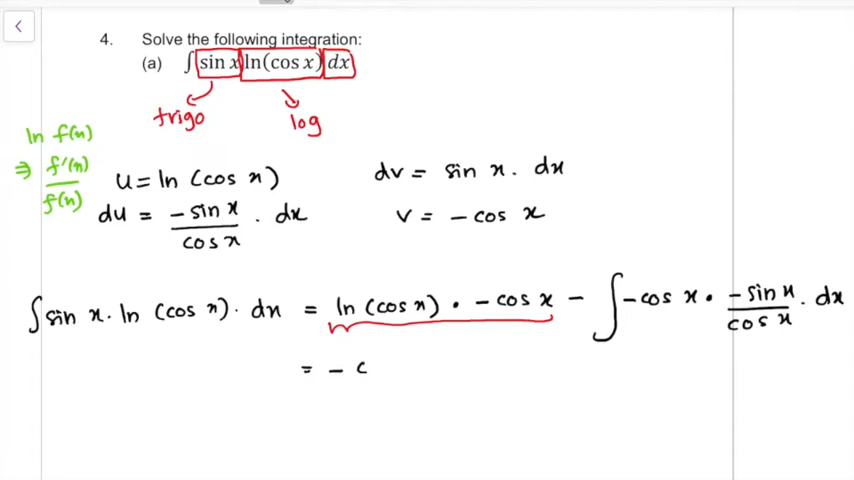 4. Solve the following integration:
(a) ∫ sin x ln(cos x) dx
trigo log
ln f(x)
⇒ f'(x)/f(x)
u = ln (cos x) dv = sin x . dx
du = -sin x/cos x . dx v = - cos x
∫ sin x . ln (cos x) . dx = ln (cos x) • - cos x - ∫ -cos x • -sin x/cos x . dx
= - c